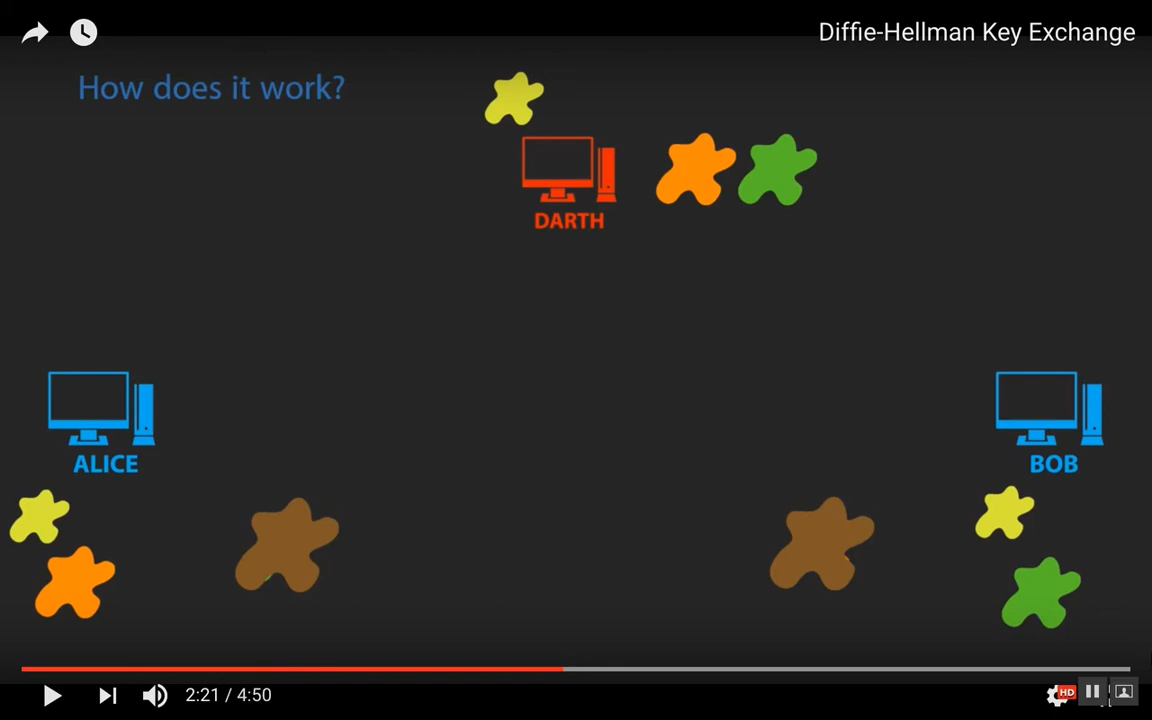 Diffie-Hellman Key Exchange
How does it work?
DARTH
ALICE
BOB
2:21 / 4:50
HD